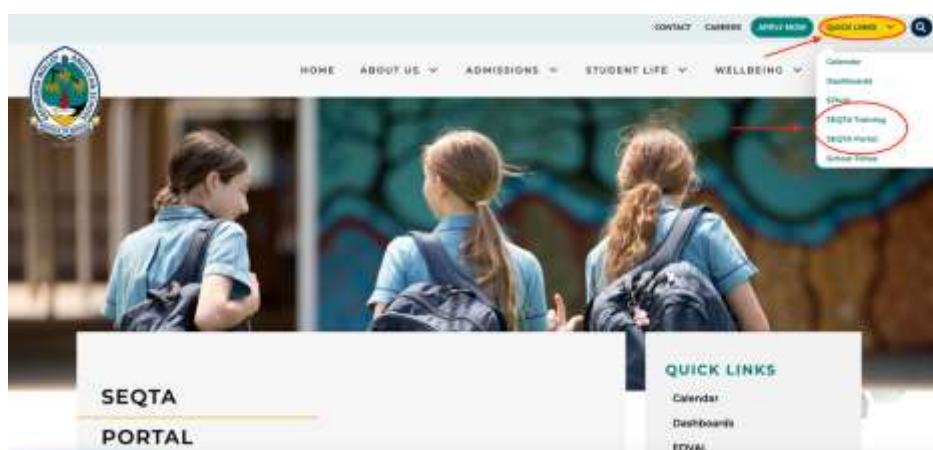 CONTACT CAREERS APPLY NOW QUICK LINKS
HOME ABOUT US ADMISSIONS STUDENT LIFE WELLBEING
Calendar
Dashboards
SEQTA Training
SEQTA Portal
SEQTA
PORTAL
QUICK LINKS
Calendar
Dashboards
EDVAL